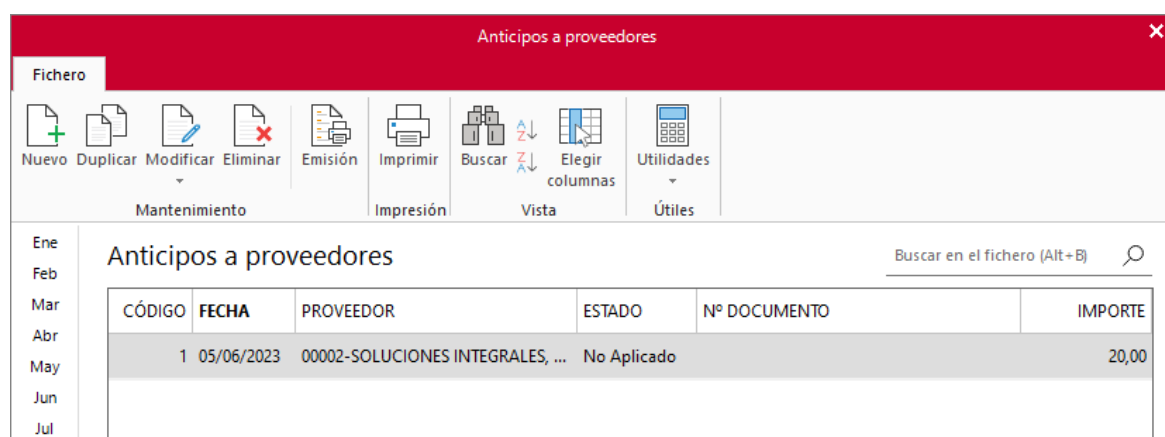 Anticipos a proveedores
Fichero
Nuevo Duplicar Modificar Eliminar Emisión Imprimir Buscar Elegir columnas Utilidades
Mantenimiento Impresión Vista Útiles
Ene
Feb
Mar
Abr
May
Jun
Jul
Anticipos a proveedores
Buscar en el fichero (Alt+B)
CÓDIGO FECHA PROVEEDOR ESTADO Nº DOCUMENTO IMPORTE
1 05/06/2023 00002-SOLUCIONES INTEGRALES, ... No Aplicado 20,00